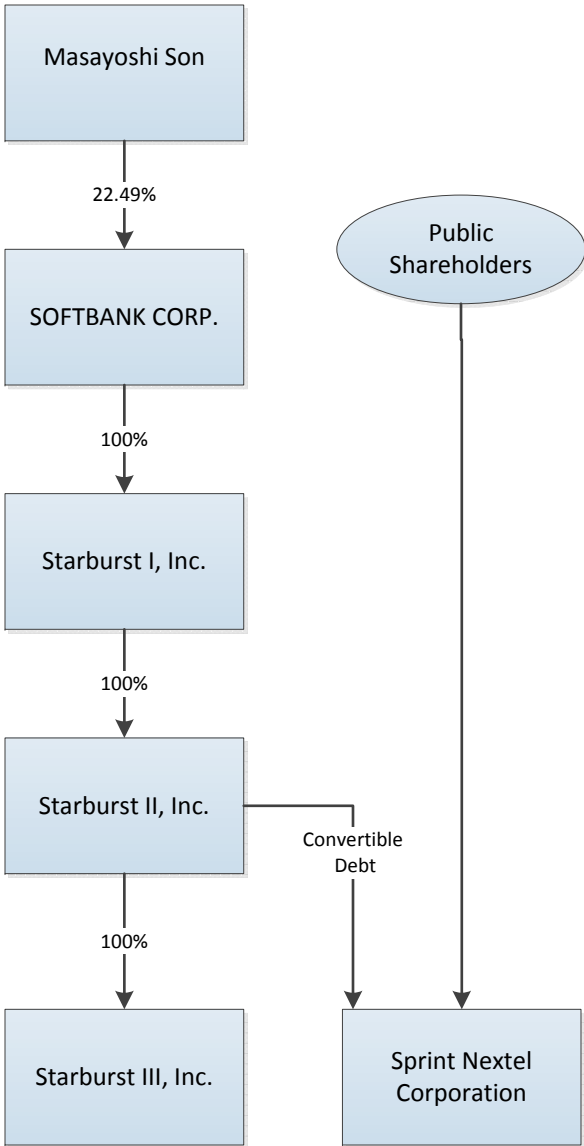 Masayoshi Son
22.49%
Public
Shareholders
SOFTBANK CORP.
100%
Starburst I, Inc.
100%
Starburst II, Inc.
Convertible
Debt
100%
Starburst III, Inc.
Sprint Nextel
Corporation